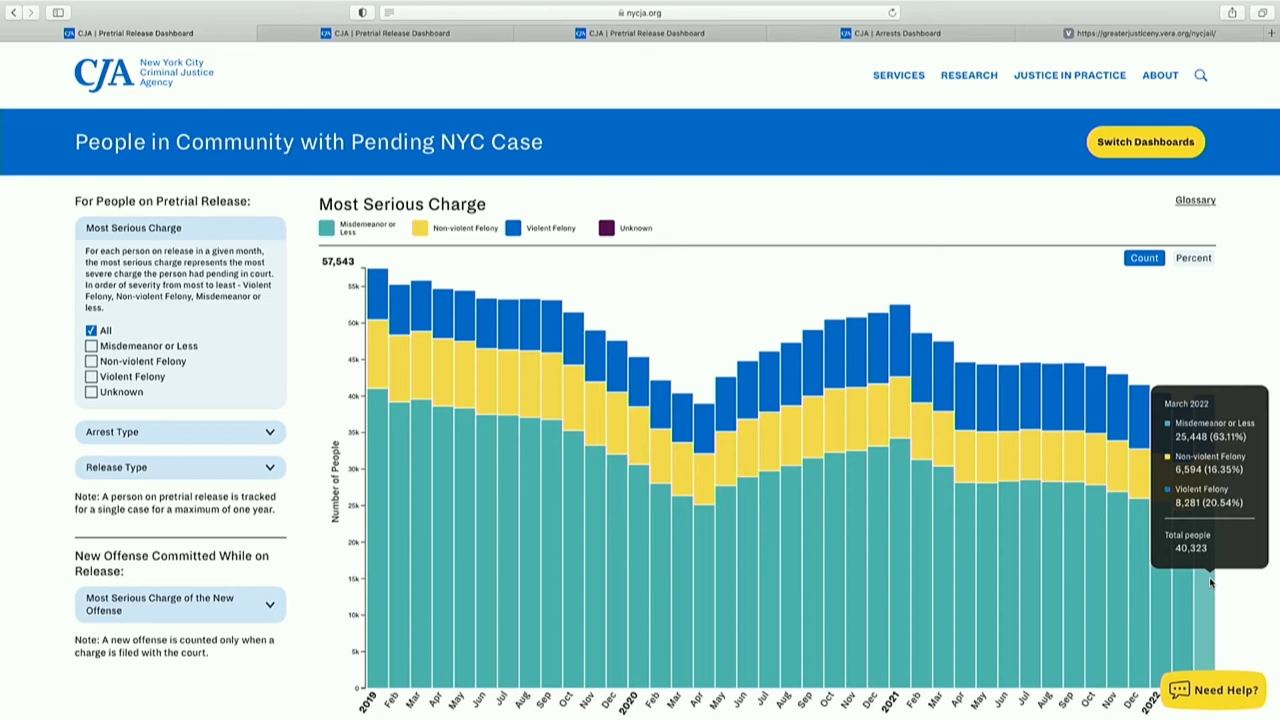 nycja.org
CJA | Pretrial Release Dashboard
CJA | Pretrial Release Dashboard
CJA | Pretrial Release Dashboard
CJA | Arrests Dashboard
V https://greaterjusticeny.vera.org/nycjail/
CJA
New York City
Criminal Justice
Agency
SERVICES
RESEARCH
JUSTICE IN PRACTICE
ABOUT
People in Community with Pending NYC Case
Switch Dashboards
For People on Pretrial Release:
Most Serious Charge
For each person on release in a given month,
the most serious charge represents the most
severe charge the person had pending in court.
In order of severity from most to least - Violent
Felony, Non-violent Felony, Misdemeanor or
less.
All
Misdemeanor or Less
Non-violent Felony
Violent Felony
Unknown
Arrest Type
Release Type
Note: A person on pretrial release is tracked
for a single case for a maximum of one year.
New Offense Committed While on
Release:
Most Serious Charge of the New
Offense
Note: A new offense is counted only when a
charge is filed with the court.
Most Serious Charge
Glossary
Misdemeanor or
Less
Non-violent Felony
Violent Felony
Unknown
Count
Percent
57,543
55k
50k
45k
40k
35k
30k
25k
20k
15k
10k
5k
0
Number of People
2019
Feb
Mar
Apr
May
Jun
Jul
Aug
Sep
Oct
Nov
Dec
2020
Feb
Mar
Apr
May
Jun
Jul
Aug
Sep
Oct
Nov
Dec
2021
Feb
Mar
Apr
May
Jun
Jul
Aug
Sep
Oct
Nov
Dec
2022
March 2022
Misdemeanor or Less
25,448 (63.11%)
Non-violent Felony
6,594 (16.35%)
Violent Felony
8,281 (20.54%)
Total people
40,323
Need Help?